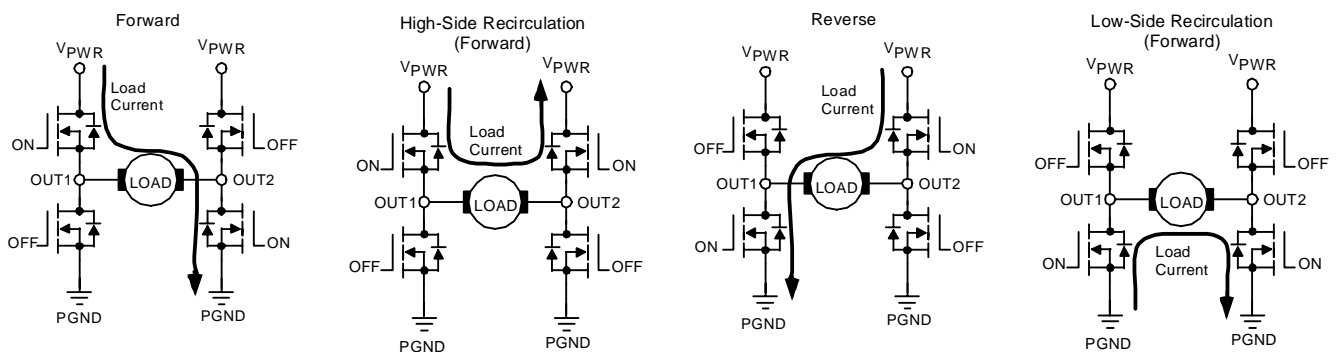 Forward
VPWR
VPWR
Load
Current
ON
OFF
OUT1
LOAD
OUT2
OFF
ON
PGND
PGND
High-Side Recirculation
(Forward)
VPWR
VPWR
Load
Current
ON
ON
OUT1
LOAD
OUT2
OFF
OFF
PGND
PGND
Reverse
VPWR
VPWR
Load
Current
OFF
ON
OUT1
LOAD
OUT2
ON
OFF
PGND
PGND
Low-Side Recirculation
(Forward)
VPWR
VPWR
OFF
OFF
OUT1
LOAD
OUT2
ON
Load
Current
ON
PGND
PGND